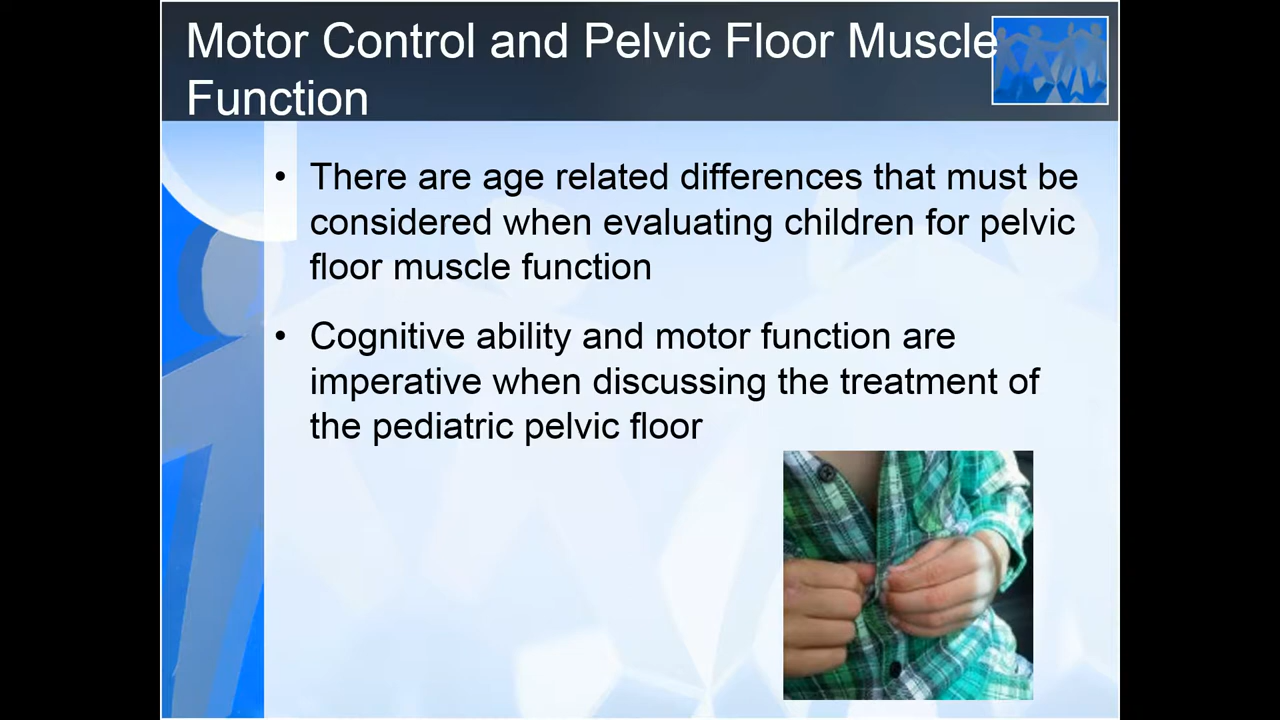 Motor Control and Pelvic Floor Muscle
Function
• There are age related differences that must be
considered when evaluating children for pelvic
floor muscle function
• Cognitive ability and motor function are
imperative when discussing the treatment of
the pediatric pelvic floor